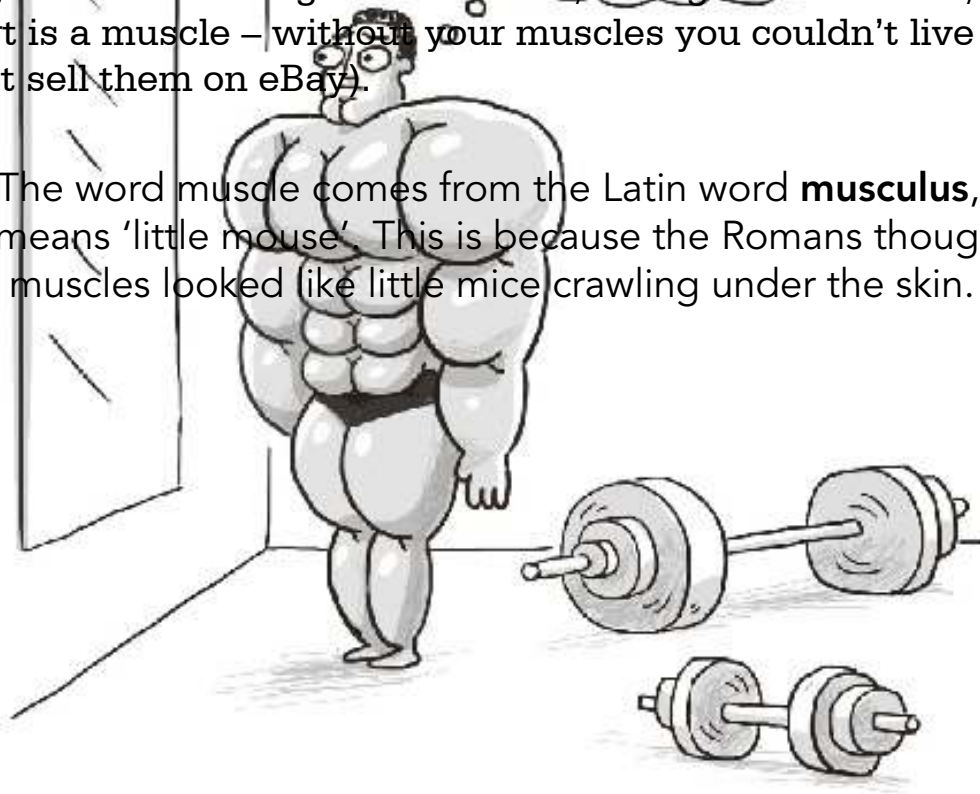 t is a muscle – without your muscles you couldn't live
t sell them on eBay).
The word muscle comes from the Latin word musculus,
means 'little mouse'. This is because the Romans thoug
muscles looked like little mice crawling under the skin.